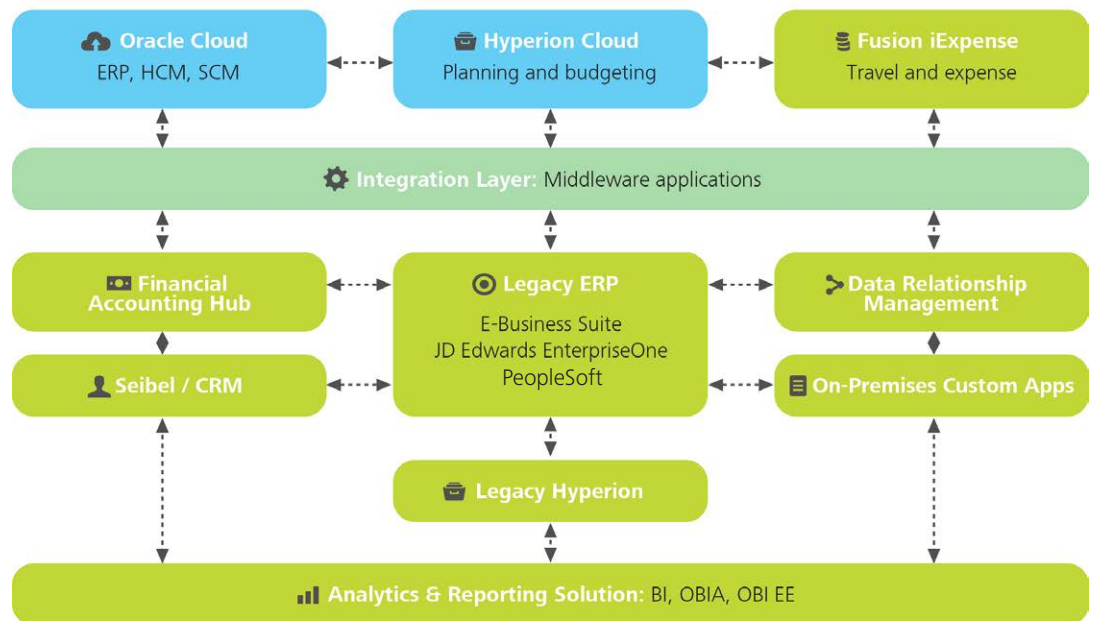 Oracle Cloud
ERP, HCM, SCM
Hyperion Cloud
Planning and budgeting
Fusion iExpense
Travel and expense
Integration Layer: Middleware applications
Financial
Accounting Hub
Legacy ERP
E-Business Suite
JD Edwards EnterpriseOne
PeopleSoft
Data Relationship
Management
Seibel / CRM
On-Premises Custom Apps
Legacy Hyperion
Analytics & Reporting Solution: BI, OBIA, OBI EE